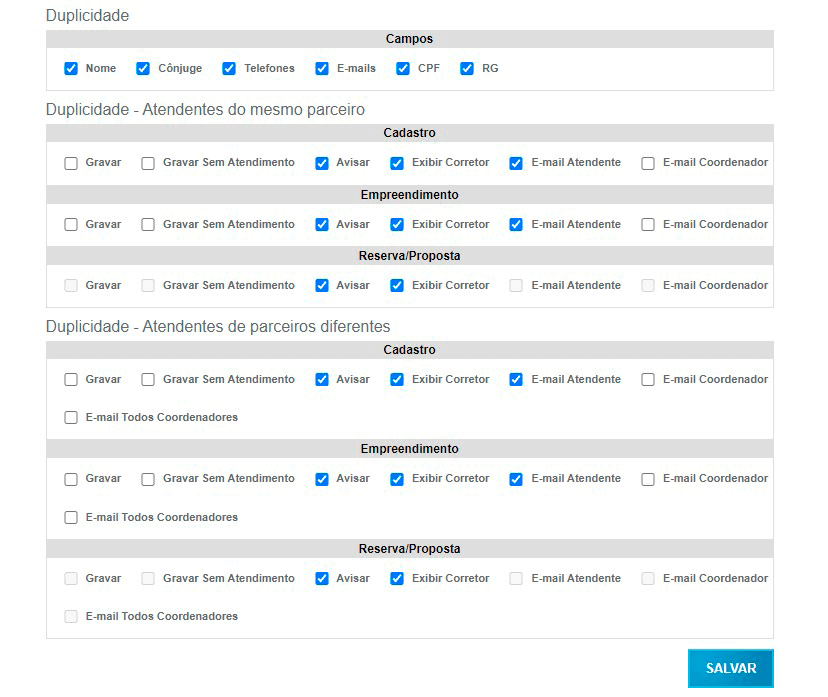 Duplicidade
Campos
Nome Cônjuge Telefones E-mails CPF RG
Duplicidade - Atendentes do mesmo parceiro
Cadastro
Gravar Gravar Sem Atendimento Avisar Exibir Corretor E-mail Atendente E-mail Coordenador
Empreendimento
Gravar Gravar Sem Atendimento Avisar Exibir Corretor E-mail Atendente E-mail Coordenador
Reserva/Proposta
Gravar Gravar Sem Atendimento Avisar Exibir Corretor E-mail Atendente E-mail Coordenador
Duplicidade - Atendentes de parceiros diferentes
Cadastro
Gravar Gravar Sem Atendimento Avisar Exibir Corretor E-mail Atendente E-mail Coordenador
E-mail Todos Coordenadores
Empreendimento
Gravar Gravar Sem Atendimento Avisar Exibir Corretor E-mail Atendente E-mail Coordenador
E-mail Todos Coordenadores
Reserva/Proposta
Gravar Gravar Sem Atendimento Avisar Exibir Corretor E-mail Atendente E-mail Coordenador
E-mail Todos Coordenadores
SALVAR